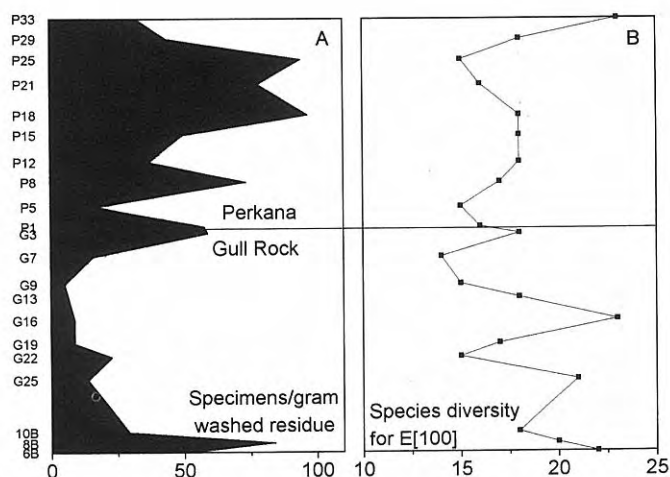 P33
P29
P25
P21
P18
P15
P12
P8
P5
P1
G3
G7
G9
G13
G16
G19
G22
G25
10B
8B
6B
A
Perkana
Gull Rock
Specimens/gram
washed residue
0 50 100
B
Species diversity
for E[100]
10 15 20 25